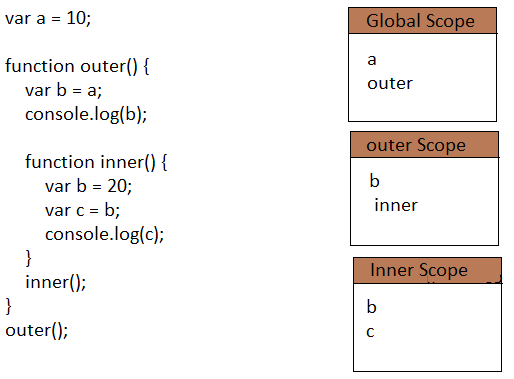 var a = 10;
function outer() {
var b = a;
console.log(b);
function inner() {
var b = 20;
var c = b;
console.log(c);
}
inner();
}
outer();
Global Scope
a
outer
outer Scope
b
inner
Inner Scope
b
c